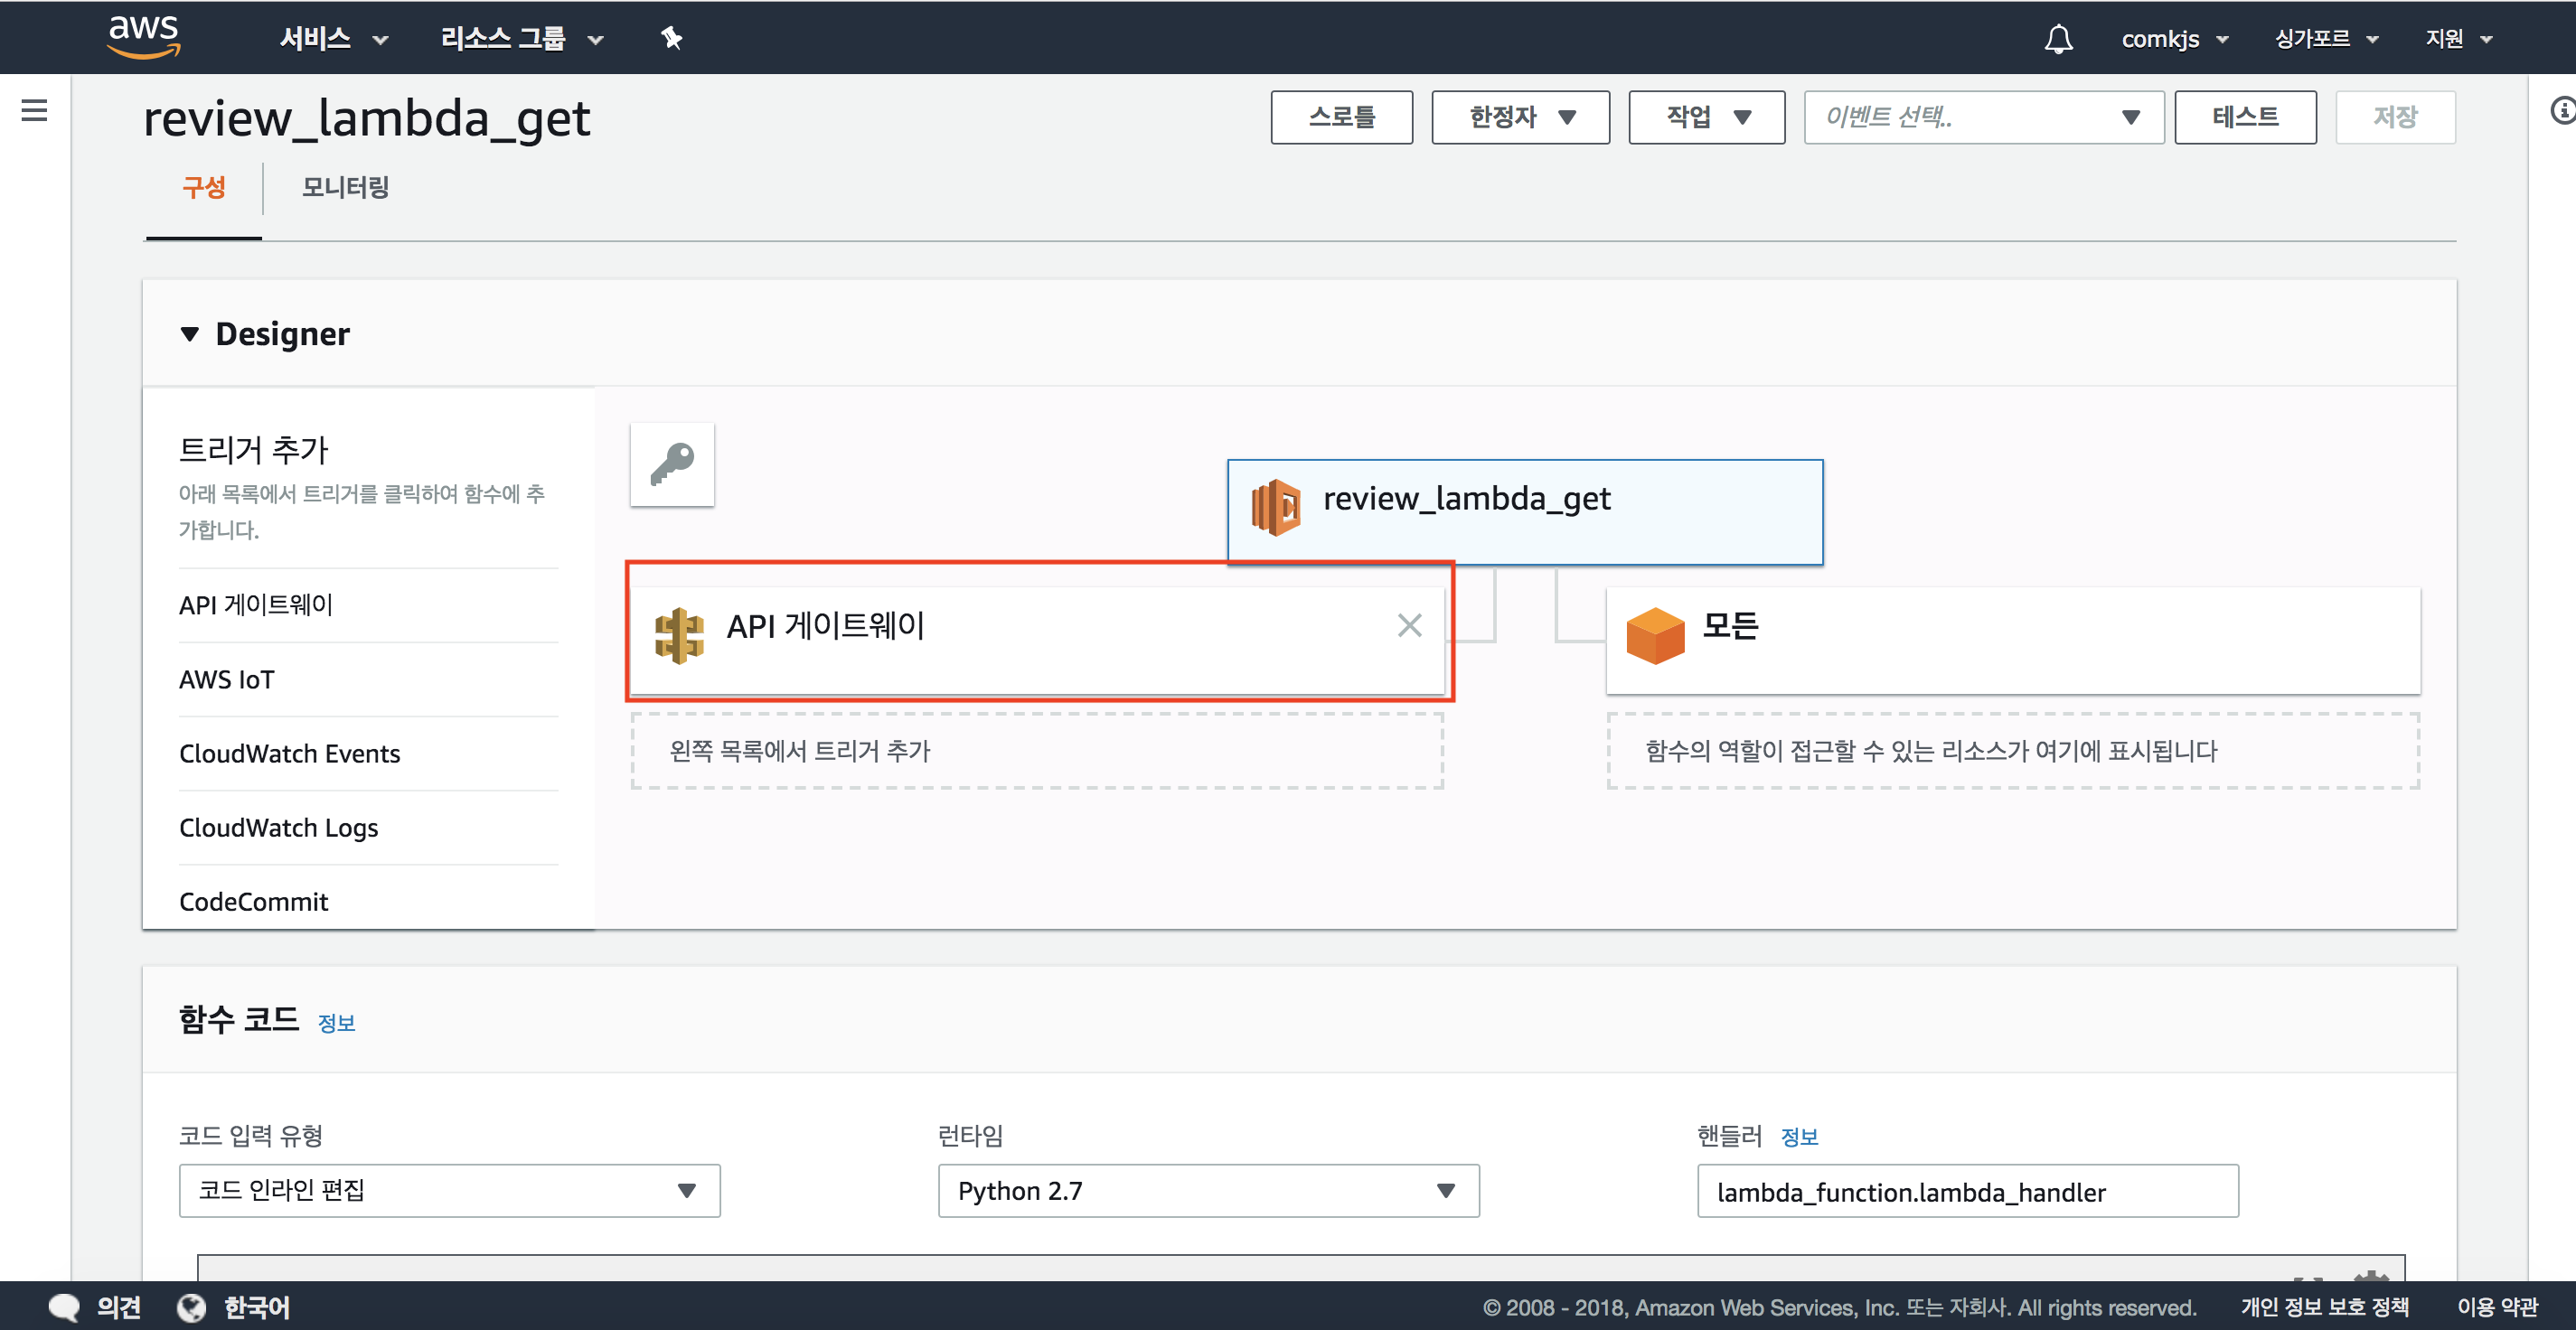 aws 서비스 리소스 그룹 comkjs 싱가포르 지원
review_lambda_get 스로틀 한정자 작업 이벤트 선택.. 테스트 저장
구성 모니터링
Designer
트리거 추가
아래 목록에서 트리거를 클릭하여 함수에 추
가합니다.
API 게이트웨이
AWS IoT
CloudWatch Events
CloudWatch Logs
CodeCommit
review_lambda_get
API 게이트웨이
모든
왼쪽 목록에서 트리거 추가
함수의 역할이 접근할 수 있는 리소스가 여기에 표시됩니다
함수 코드 정보
코드 입력 유형
코드 인라인 편집
런타임
Python 2.7
핸들러 정보
lambda_function.lambda_handler
의견 한국어 © 2008 - 2018, Amazon Web Services, Inc. 또는 자회사. All rights reserved. 개인 정보 보호 정책 이용 약관